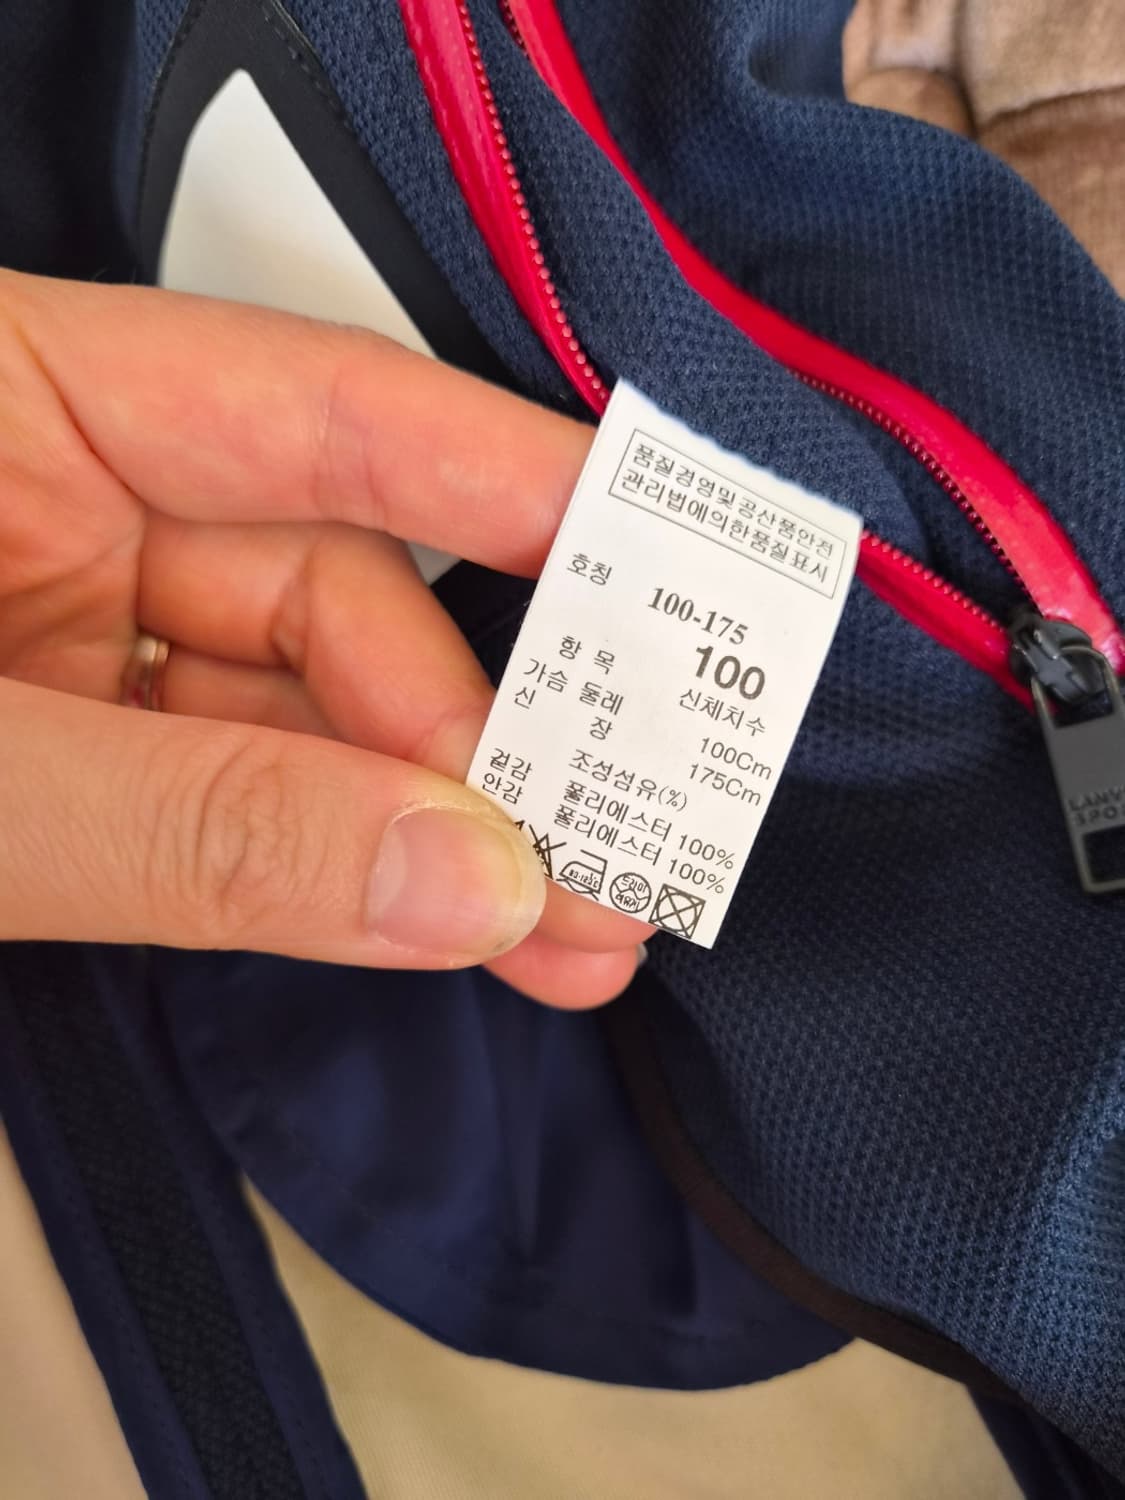 품질경영및공산품안전
관리법에의한품질표시
호칭
100-175
100
항 목 신체치수
가슴 둘레 100Cm
신 장 175Cm
조성섬유(%)
겉감 폴리에스터 100%
안감 폴리에스터 100%
드라이